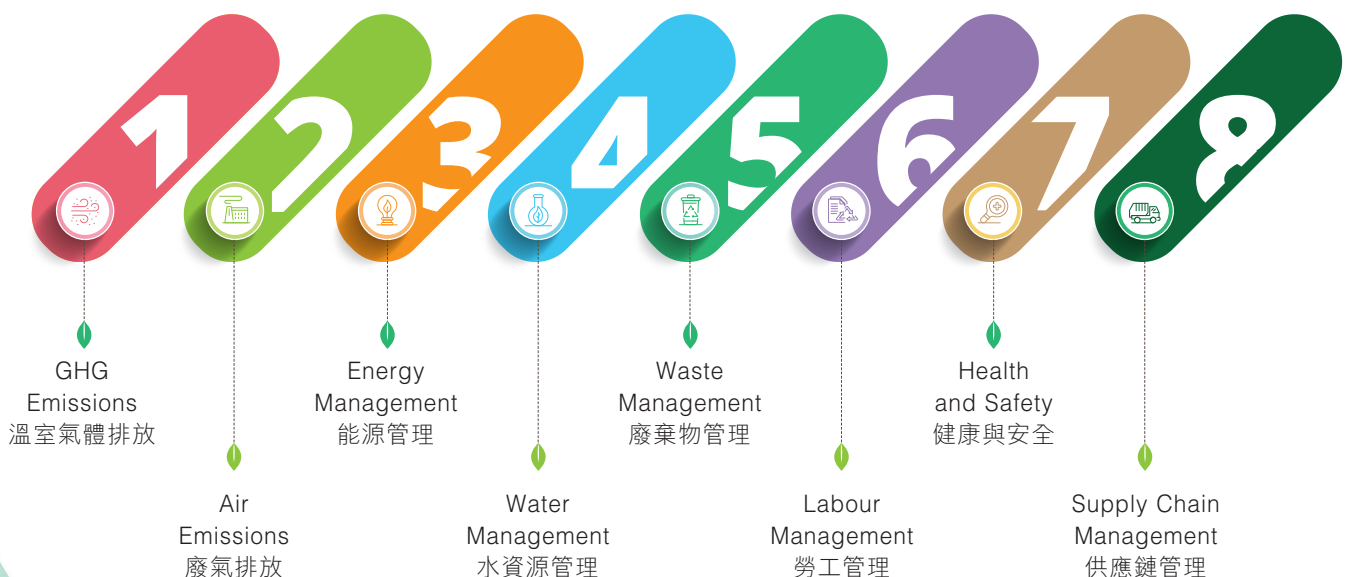 1
2
3
4
5
6
7
8
GHG
Emissions
溫室氣體排放
Air
Emissions
廢氣排放
Energy
Management
能源管理
Water
Management
水資源管理
Waste
Management
廢棄物管理
Labour
Management
勞工管理
Health
and Safety
健康與安全
Supply Chain
Management
供應鏈管理